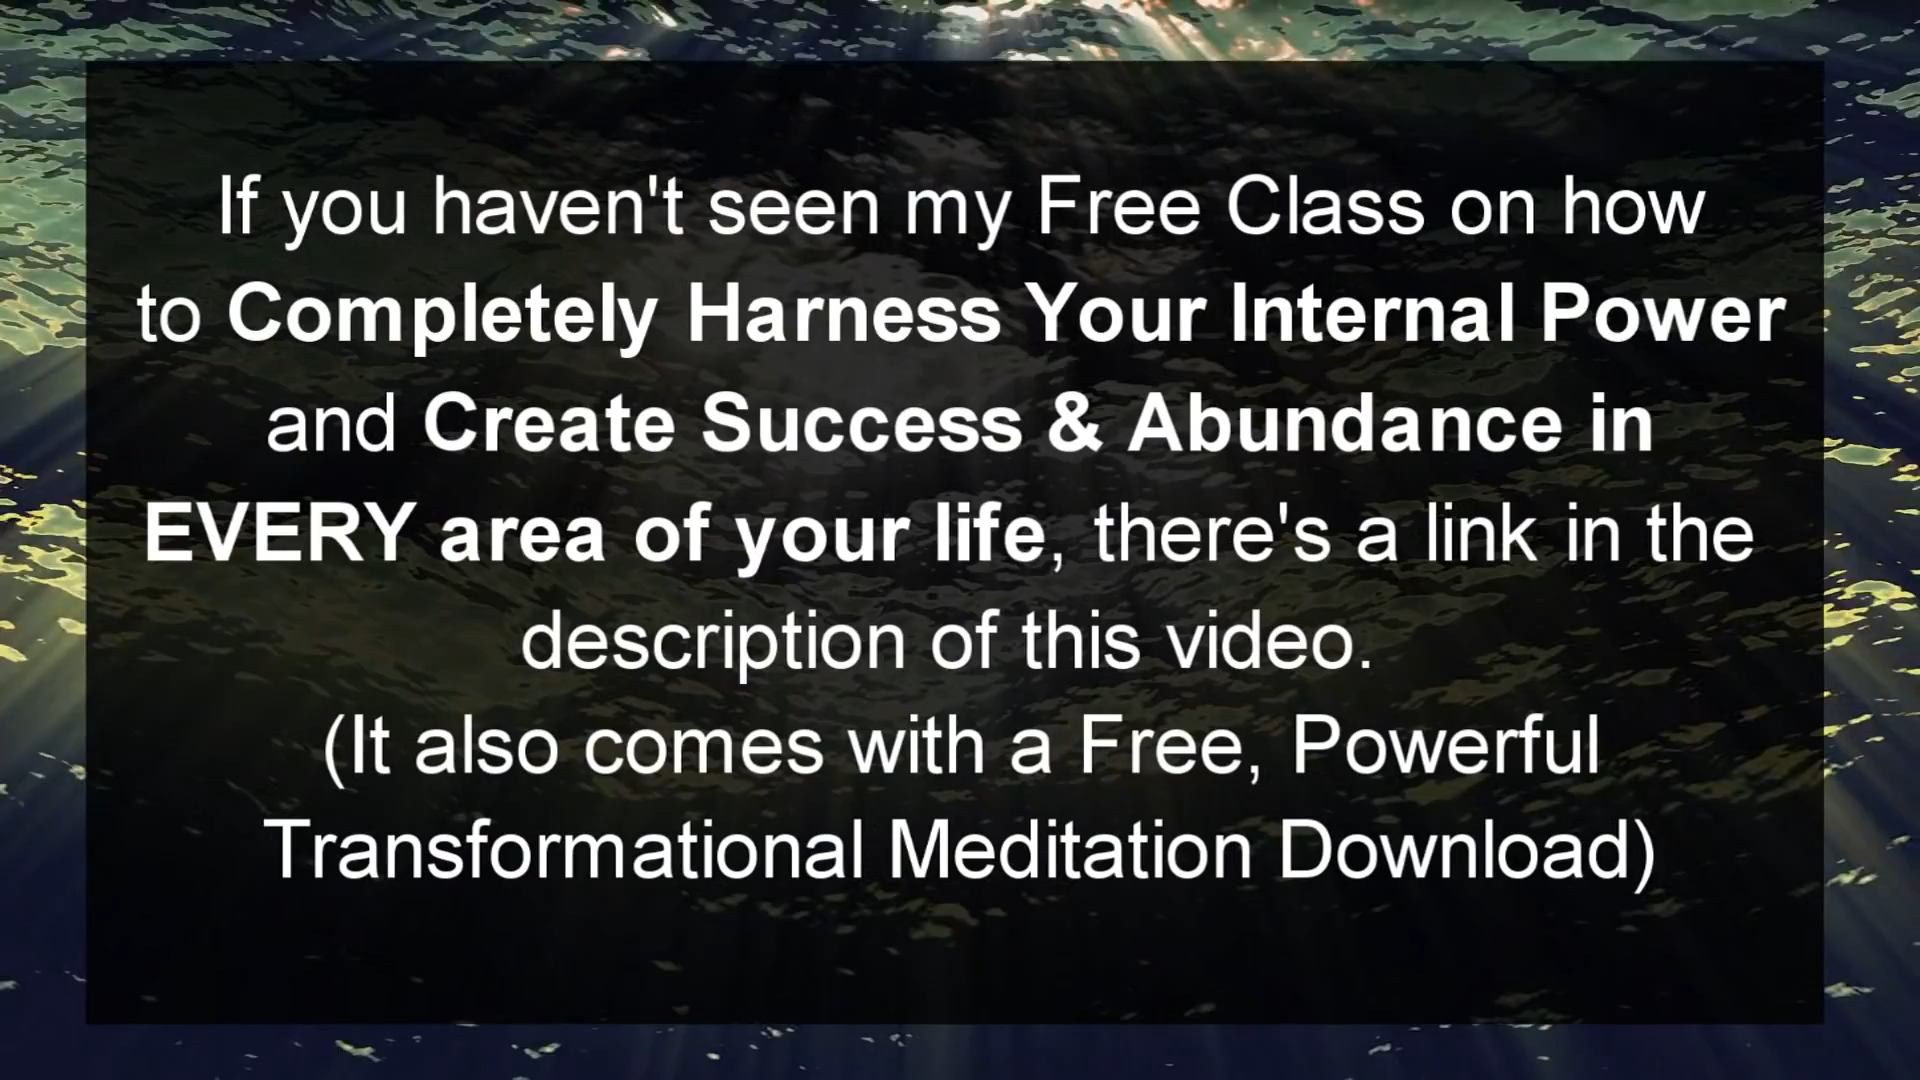 If you haven't seen my Free Class on how
to Completely Harness Your Internal Power
and Create Success & Abundance in
EVERY area of your life, there's a link in the
description of this video.
(It also comes with a Free, Powerful
Transformational Meditation Download)